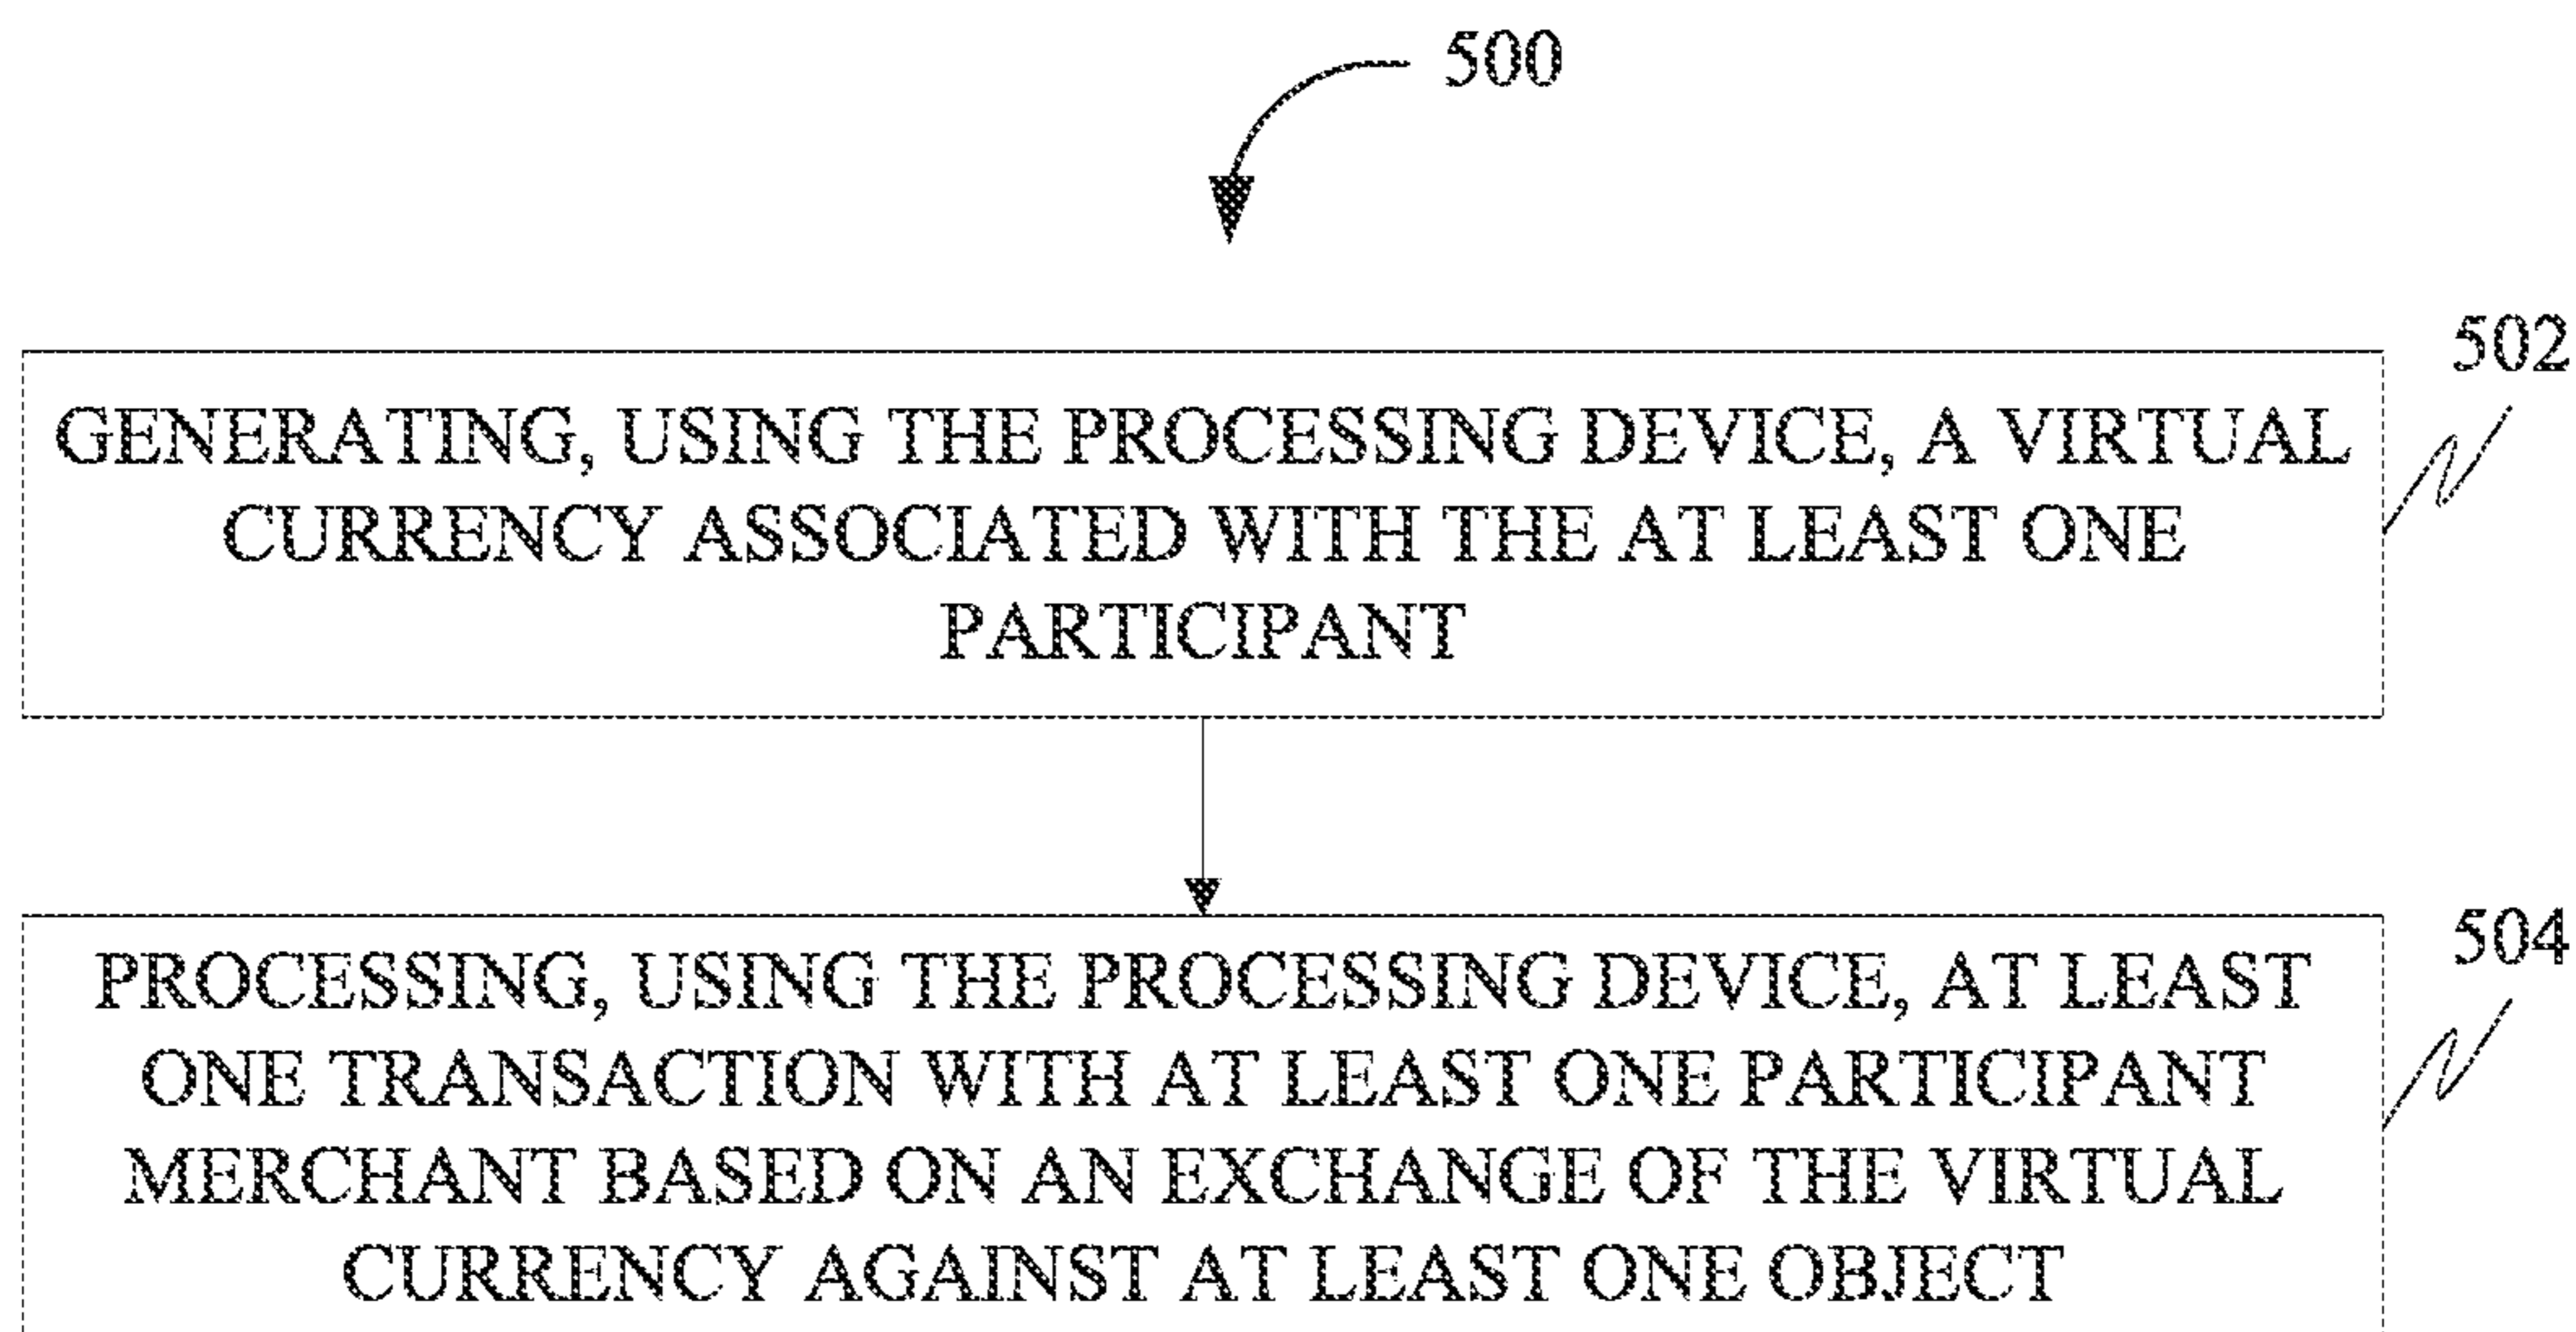 500
502
GENERATING, USING THE PROCESSING DEVICE, A VIRTUAL
CURRENCY ASSOCIATED WITH THE AT LEAST ONE
PARTICIPANT
504
PROCESSING, USING THE PROCESSING DEVICE, AT LEAST
ONE TRANSACTION WITH AT LEAST ONE PARTICIPANT
MERCHANT BASED ON AN EXCHANGE OF THE VIRTUAL
CURRENCY AGAINST AT LEAST ONE OBJECT